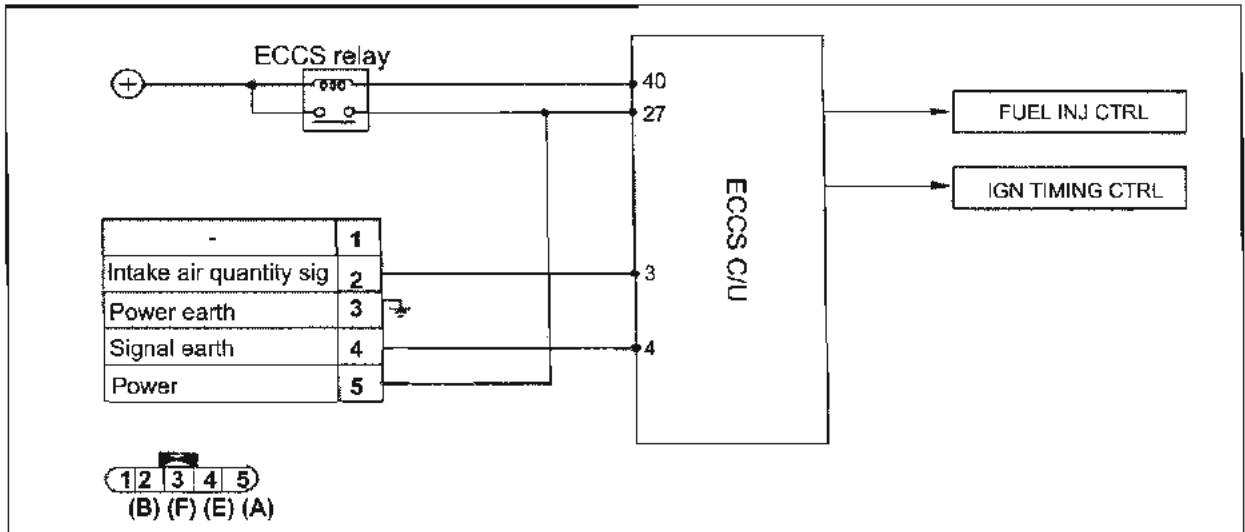 ECCS relay
+
40
27
FUEL INJ CTRL
IGN TIMING CTRL
ECCS C/U
- 1
Intake air quantity sig 2
3
Power earth 3
Signal earth 4
4
Power 5
1 2 3 4 5
(B) (F) (E) (A)